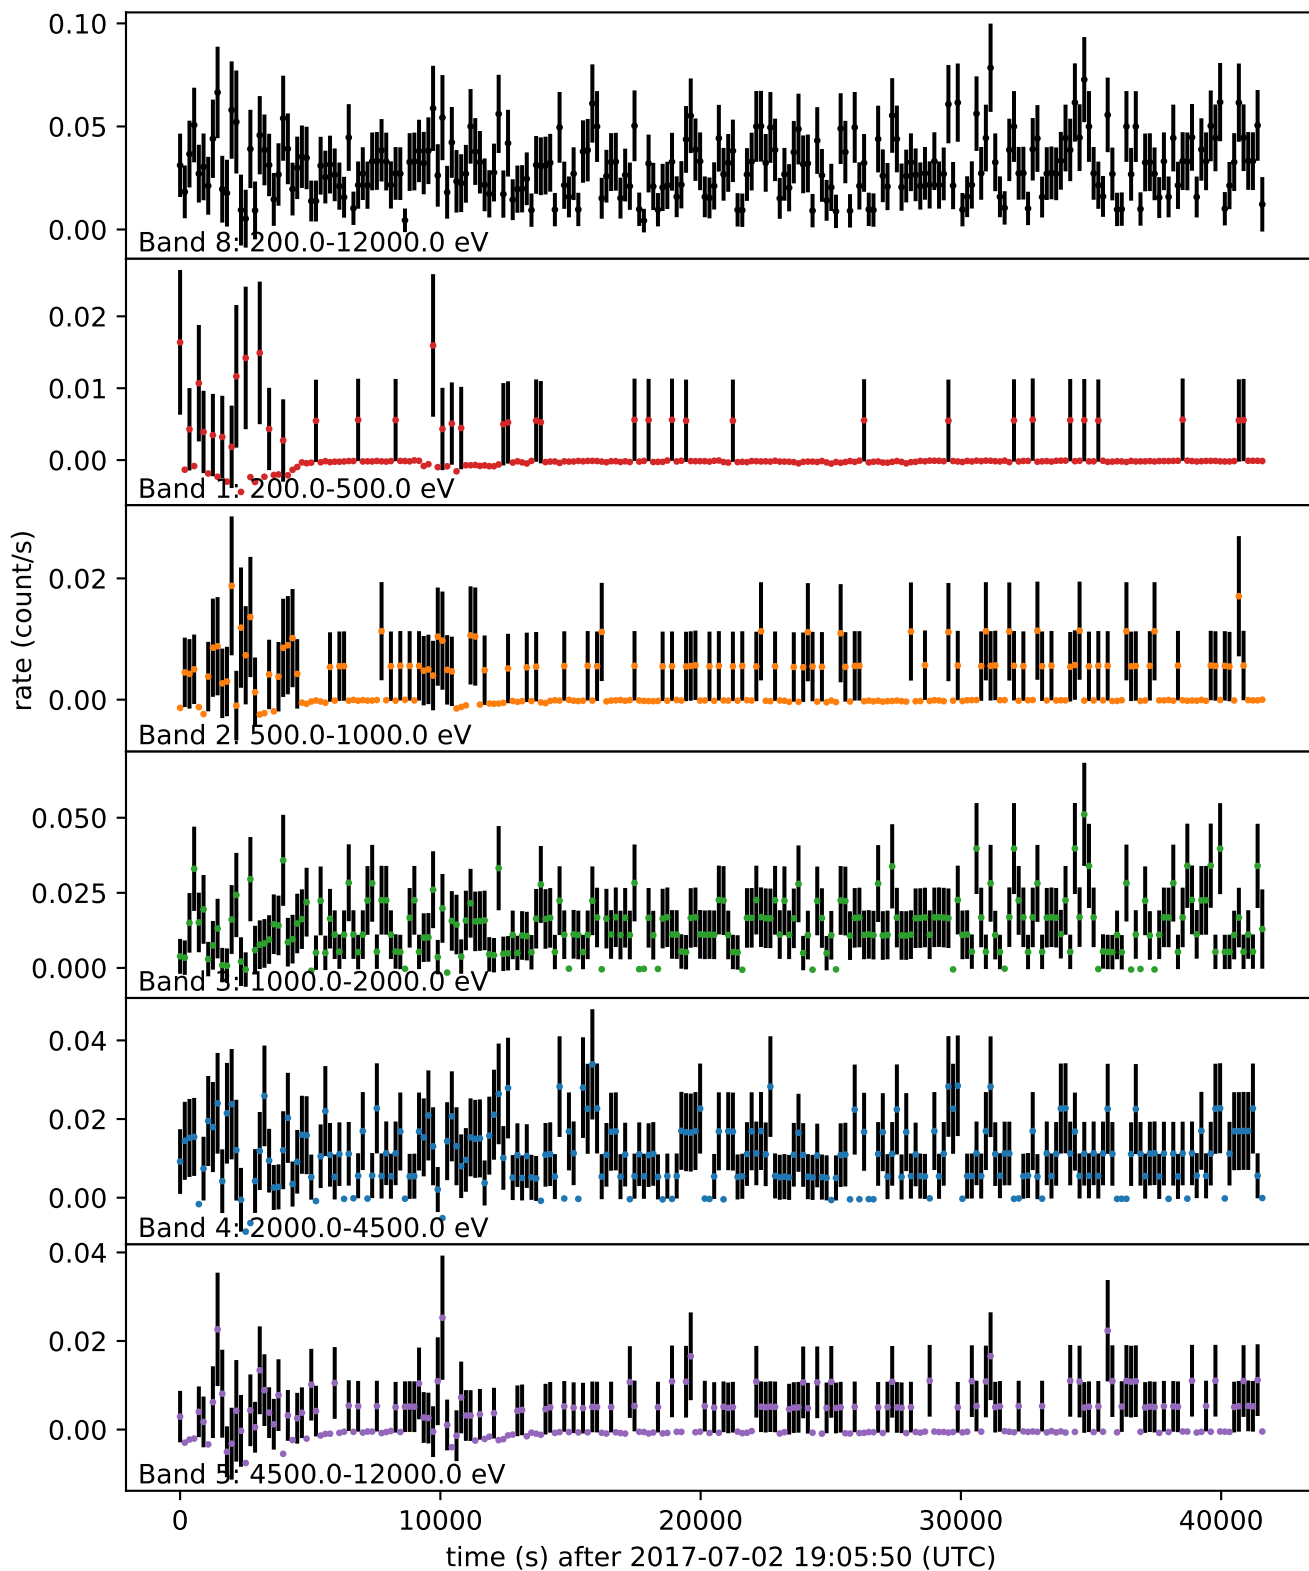 0.10
0.05
0.00
Band 8: 200.0-12000.0 eV
0.02
0.01
0.00
Band 1: 200.0-500.0 eV
0.02
0.00
Band 2: 500.0-1000.0 eV
rate (count/s)
0.050
0.025
0.000
Band 3: 1000.0-2000.0 eV
0.04
0.02
0.00
Band 4: 2000.0-4500.0 eV
0.04
0.02
0.00
Band 5: 4500.0-12000.0 eV
0 10000 20000 30000 40000
time (s) after 2017-07-02 19:05:50 (UTC)